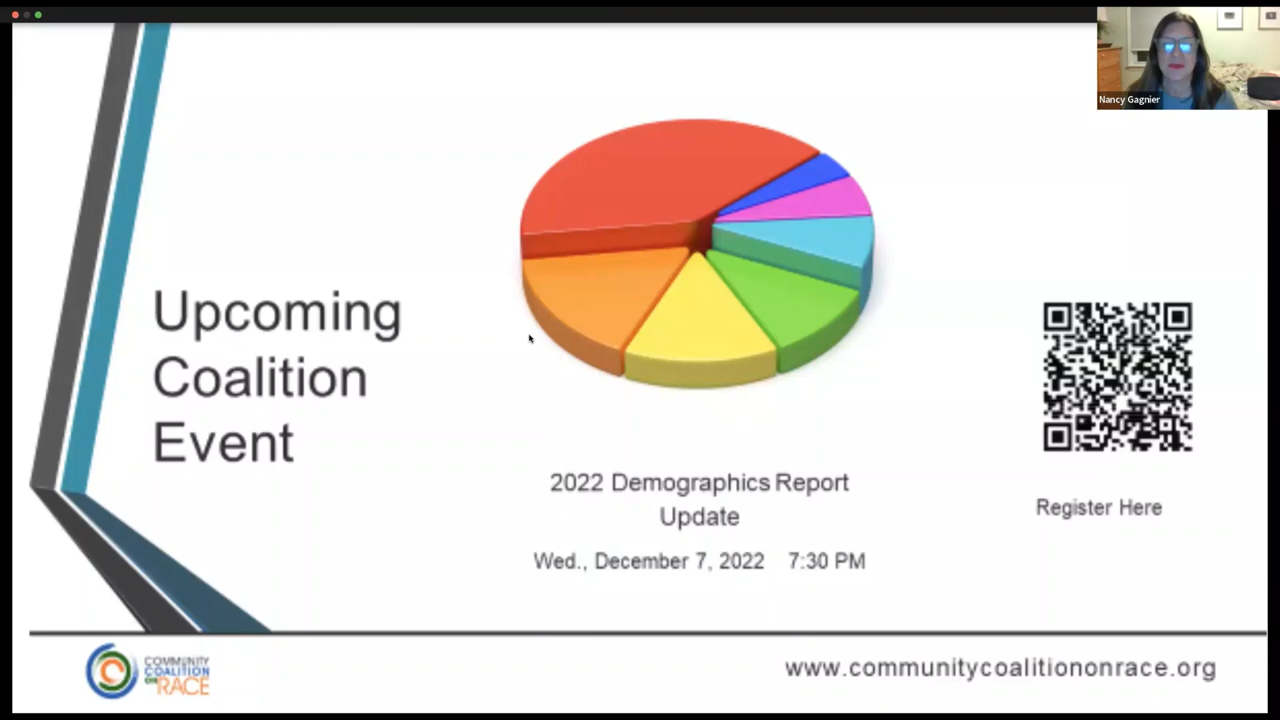 Nancy Gagnier
Upcoming
Coalition
Event
2022 Demographics Report
Update
Wed., December 7, 2022 7:30 PM
Register Here
COMMUNITY
COALITION
ON RACE
www.communitycoalitiononrace.org